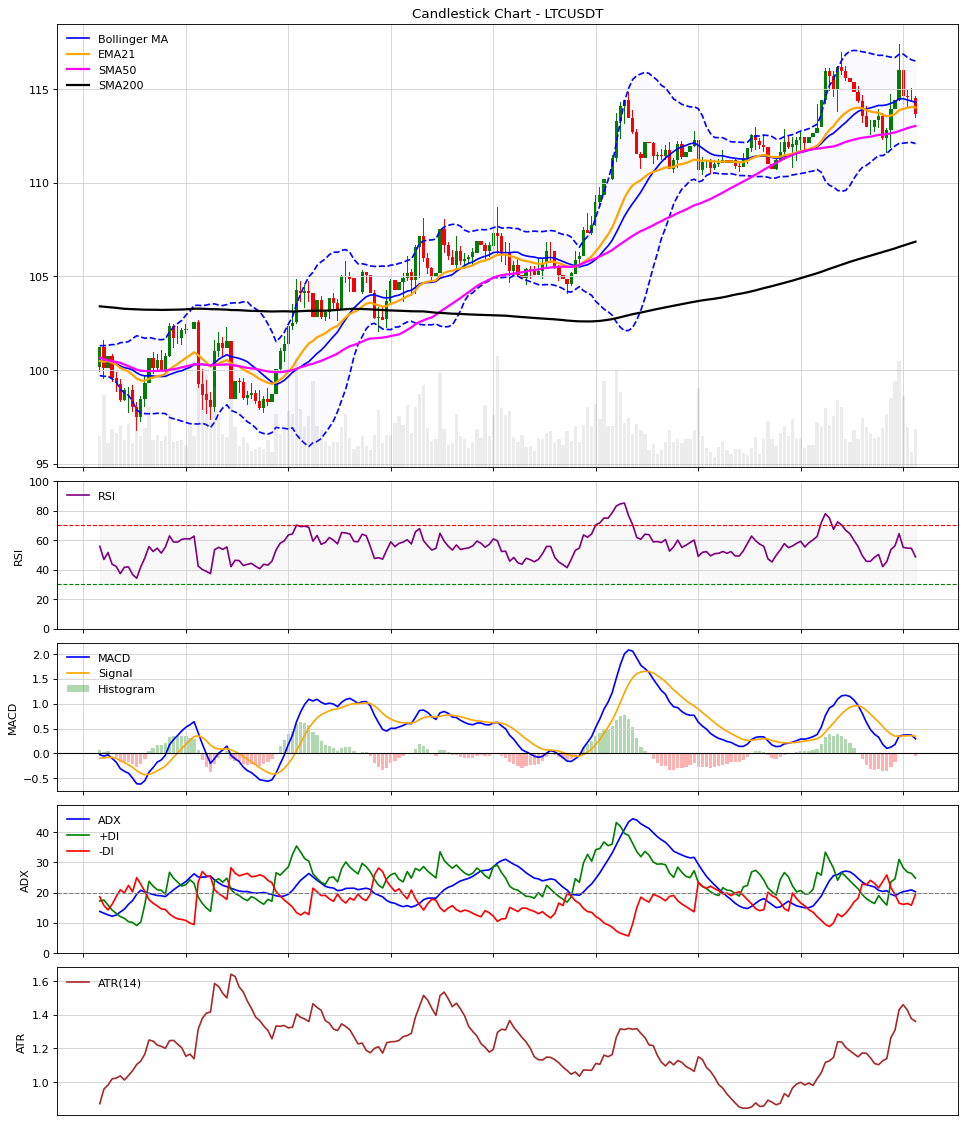 Candlestick Chart - LTCUSDT
Bollinger MA
EMA21
SMA50
SMA200
115
110
105
100
95
100
80
60
40
20
0
RSI
RSI
2.0
1.5
1.0
0.5
0.0
−0.5
MACD
MACD
Signal
Histogram
40
30
20
10
0
ADX
ADX
+DI
-DI
1.6
1.4
1.2
1.0
ATR
ATR(14)